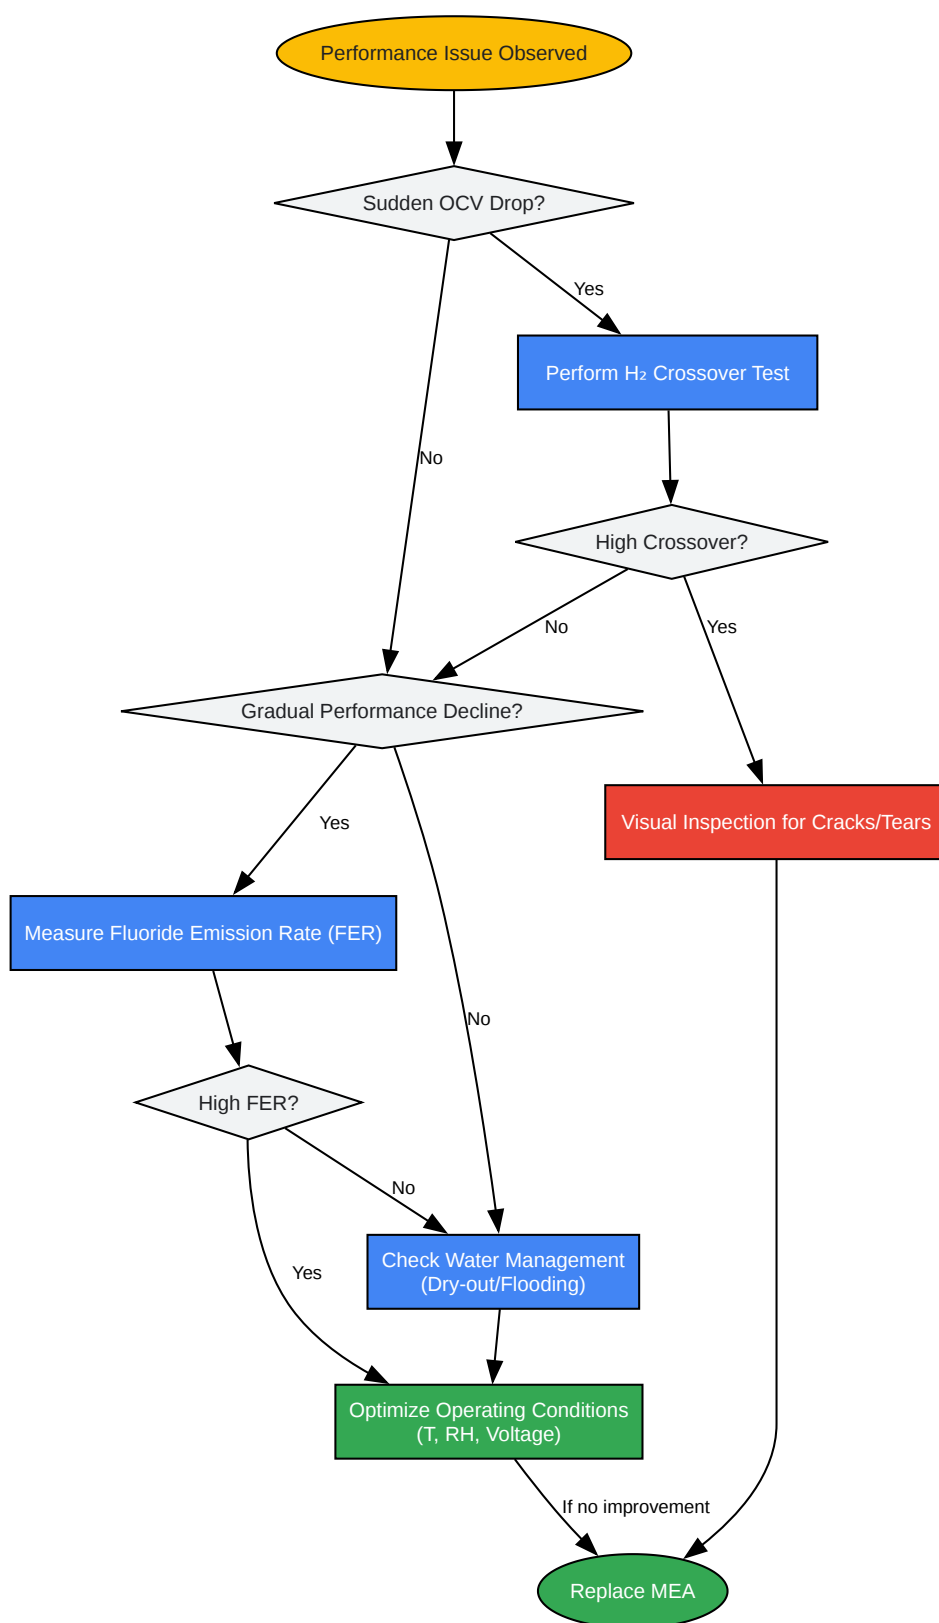 Performance Issue Observed
Sudden OCV Drop?
Yes
Perform H₂ Crossover Test
No
High Crossover?
No
Yes
Gradual Performance Decline?
Yes
Visual Inspection for Cracks/Tears
Measure Fluoride Emission Rate (FER)
No
High FER?
No
Yes
Check Water Management
(Dry-out/Flooding)
Optimize Operating Conditions
(T, RH, Voltage)
If no improvement
Replace MEA